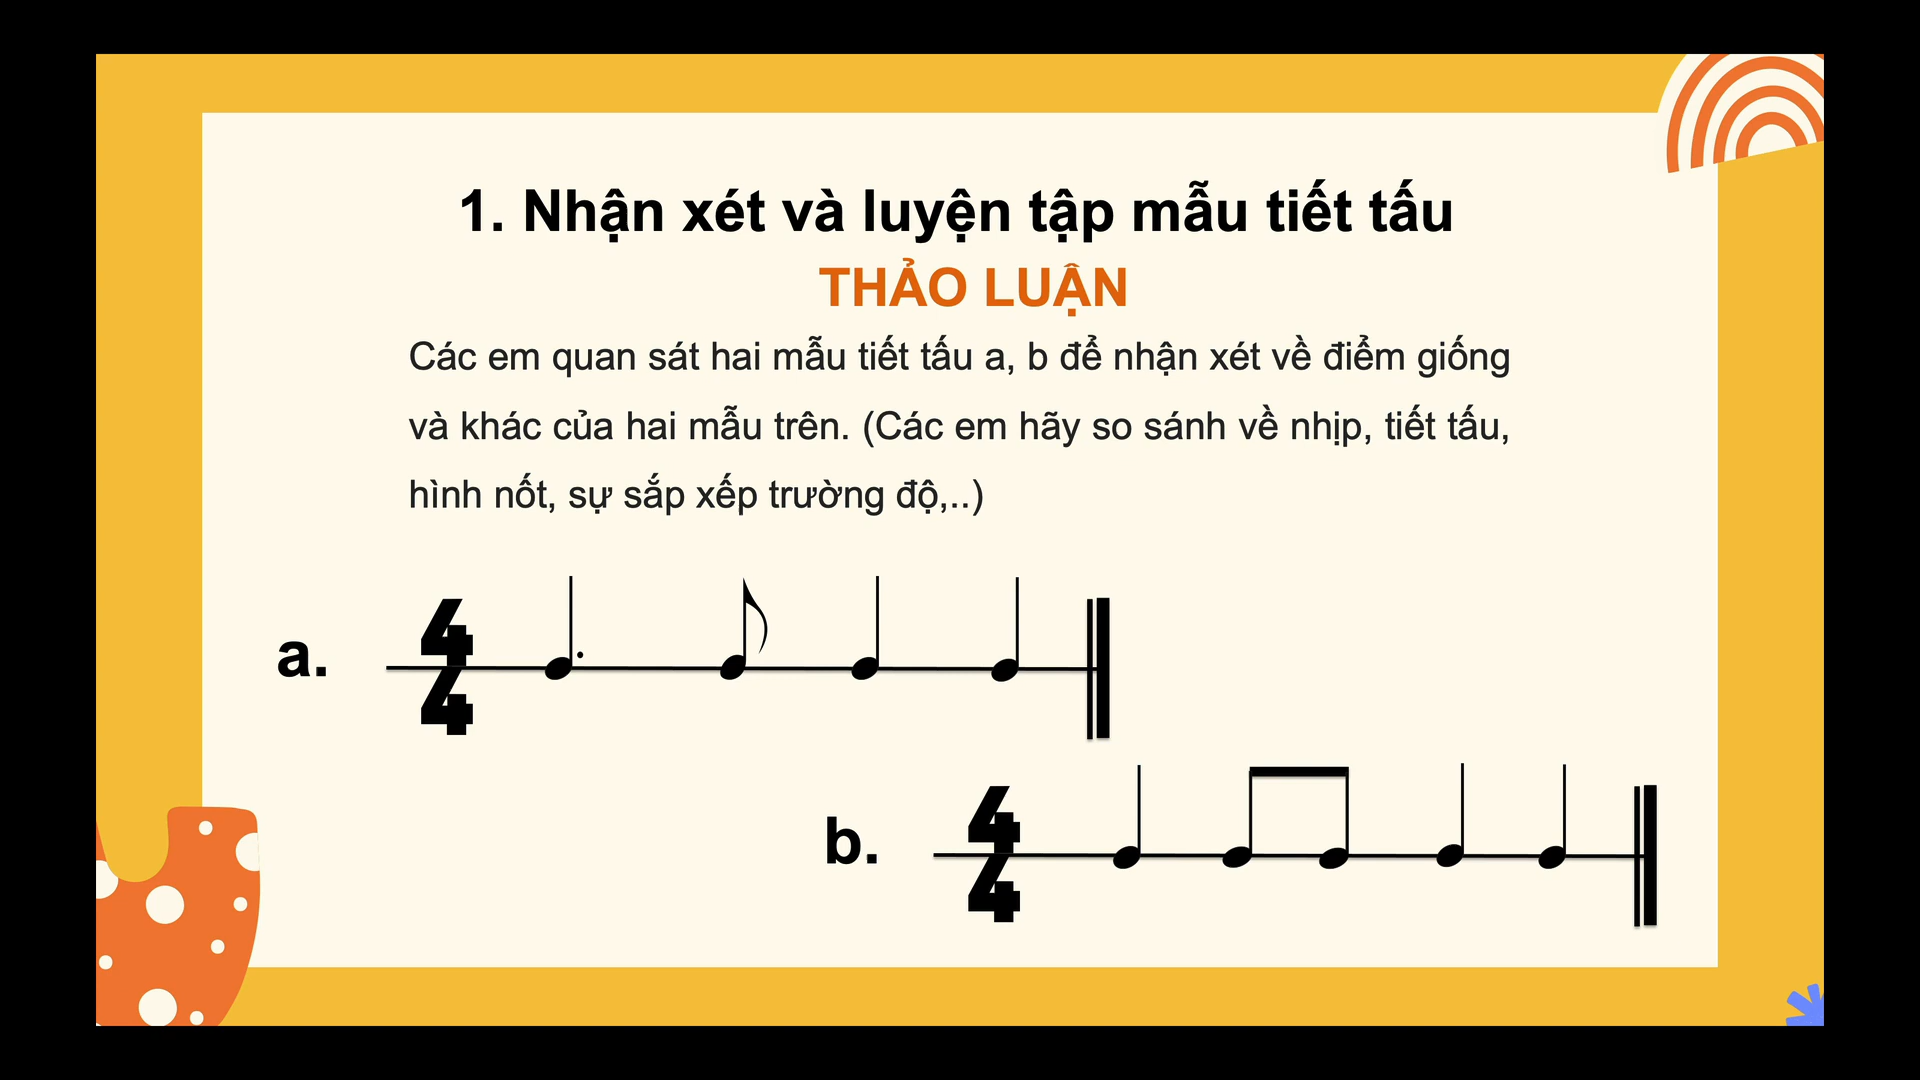 1. Nhận xét và luyện tập mẫu tiết tấu
THẢO LUẬN
Các em quan sát hai mẫu tiết tấu a, b để nhận xét về điểm giống
và khác của hai mẫu trên. (Các em hãy so sánh về nhịp, tiết tấu,
hình nốt, sự sắp xếp trường độ,..)
a.
4
4
b.
4
4